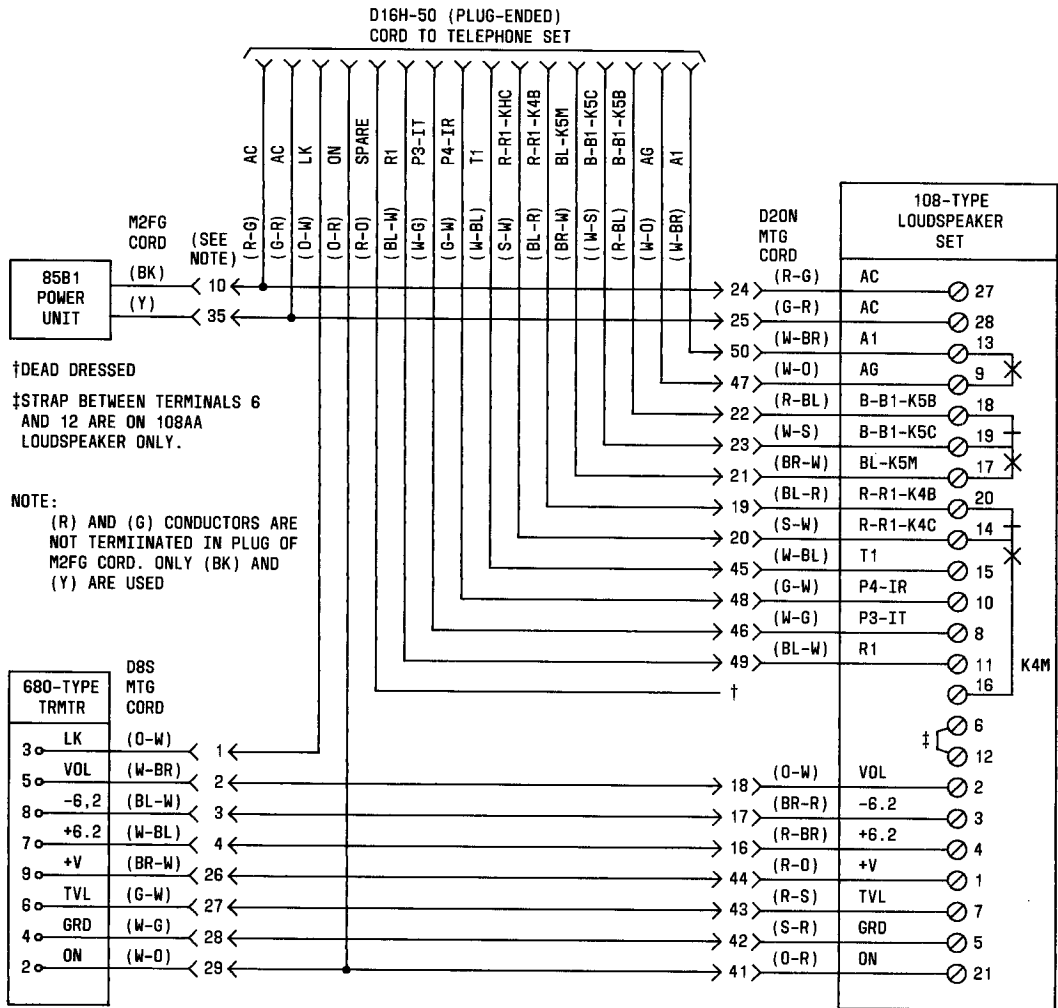 D16H-50 (PLUG-ENDED)
CORD TO TELEPHONE SET
AC
AC
LK
ON
SPARE
R1
P3-IT
P4-IR
T1
R-R1-KHC
R-R1-K4B
BL-K5M
B-B1-K5C
B-B1-K5B
AG
A1
(R-G)
(G-R)
(O-W)
(O-R)
(R-O)
(BL-W)
(W-G)
(G-W)
(W-BL)
(S-W)
(BL-R)
(BR-W)
((W-S)
(R-BL)
(W-O)
(W-BR)
M2FG
CORD
(SEE
NOTE)
85B1
POWER
UNIT
(BK)
10
(Y)
35
†DEAD DRESSED
‡STRAP BETWEEN TERMINALS 6
AND 12 ARE ON 108AA
LOUDSPEAKER ONLY.
NOTE:
(R) AND (G) CONDUCTORS ARE
NOT TERMIINATED IN PLUG OF
M2FG CORD. ONLY (BK) AND
(Y) ARE USED
D20N
MTG
CORD
108-TYPE
LOUDSPEAKER
SET
24 (R-G) AC 27
25 (G-R) AC 28
50 (W-BR) A1 13
47 (W-O) AG 9
22 (R-BL) B-B1-K5B 18
23 (W-S) B-B1-K5C 19
21 (BR-W) BL-K5M 17
19 (BL-R) R-R1-K4B 20
20 (S-W) R-R1-K4C 14
45 (W-BL) T1 15
48 (G-W) P4-IR 10
46 (W-G) P3-IT 8
49 (BL-W) R1 11
K4M
† 16
6
‡
12
680-TYPE
TRMTR
D8S
MTG
CORD
3 LK (O-W) 1
5 VOL (W-BR) 2 18 (O-W) VOL 2
8 -6,2 (BL-W) 3 17 (BR-R) -6.2 3
7 +6.2 (W-BL) 4 16 (R-BR) +6.2 4
9 +V (BR-W) 26 44 (R-O) +V 1
6 TVL (G-W) 27 43 (R-S) TVL 7
4 GRD (W-G) 28 42 (S-R) GRD 5
2 ON (W-O) 29 41 (O-R) ON 21